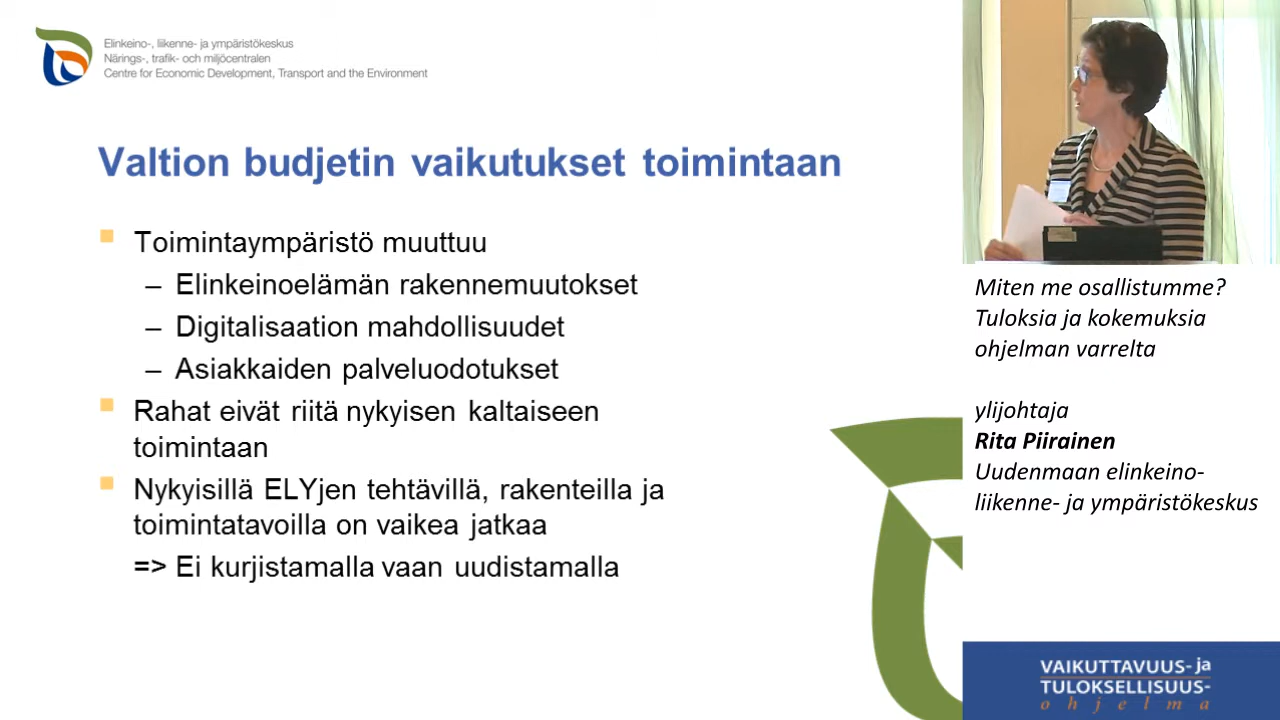 Elinkeino-, liikenne- ja ympäristökeskus
Närings-, trafik- och miljöcentralen
Centre for Economic Development, Transport and the Environment
Valtion budjetin vaikutukset toimintaan
Toimintaympäristö muuttuu
– Elinkeinoelämän rakennemuutokset
– Digitalisaation mahdollisuudet
– Asiakkaiden palveluodotukset
Rahat eivät riitä nykyisen kaltaiseen
toimintaan
Nykyisillä ELYjen tehtävillä, rakenteilla ja
toimintatavoilla on vaikea jatkaa
=> Ei kurjistamalla vaan uudistamalla
Miten me osallistumme?
Tuloksia ja kokemuksia
ohjelman varrelta
ylijohtaja
Rita Piirainen
Uudenmaan elinkeino-
liikenne- ja ympäristökeskus
VAIKUTTAVUUS- ja
TULOKSELLISUUS-
ohjelma